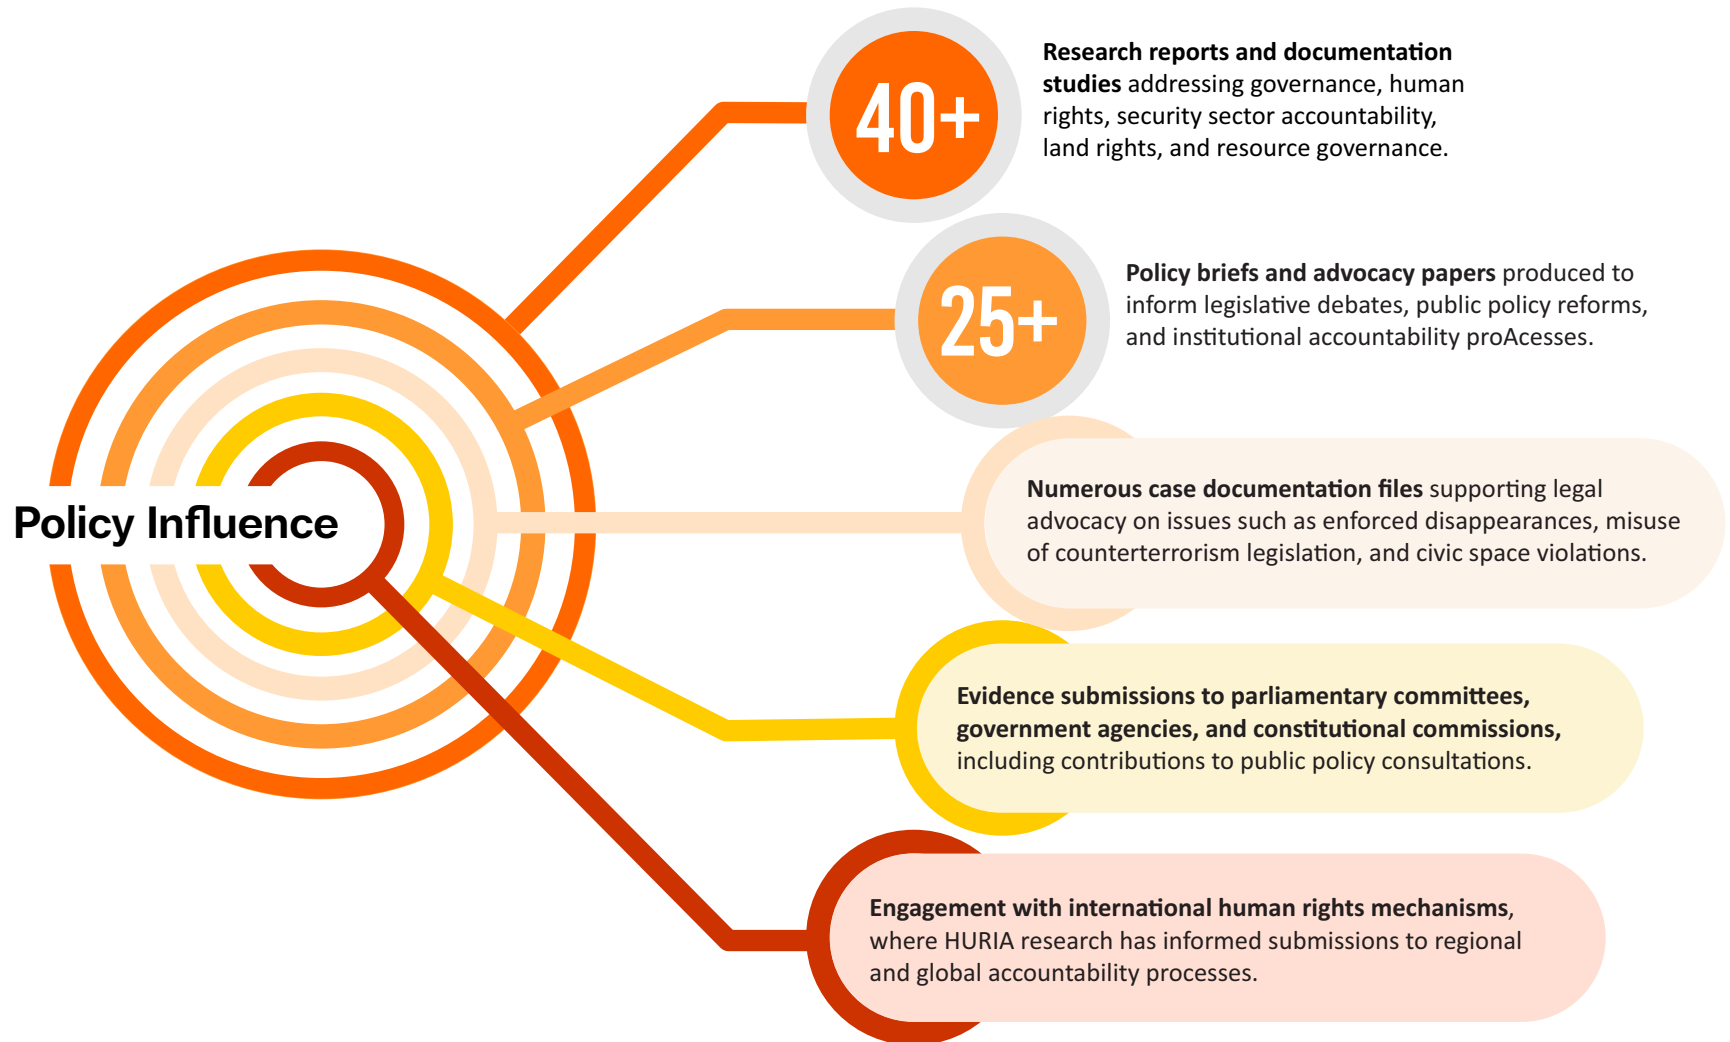 Policy Influence
40+
Research reports and documentation
studies addressing governance, human
rights, security sector accountability,
land rights, and resource governance.
25+
Policy briefs and advocacy papers produced to
inform legislative debates, public policy reforms,
and institutional accountability proAcesses.
Numerous case documentation files supporting legal
advocacy on issues such as enforced disappearances, misuse
of counterterrorism legislation, and civic space violations.
Evidence submissions to parliamentary committees,
government agencies, and constitutional commissions,
including contributions to public policy consultations.
Engagement with international human rights mechanisms,
where HURIA research has informed submissions to regional
and global accountability processes.